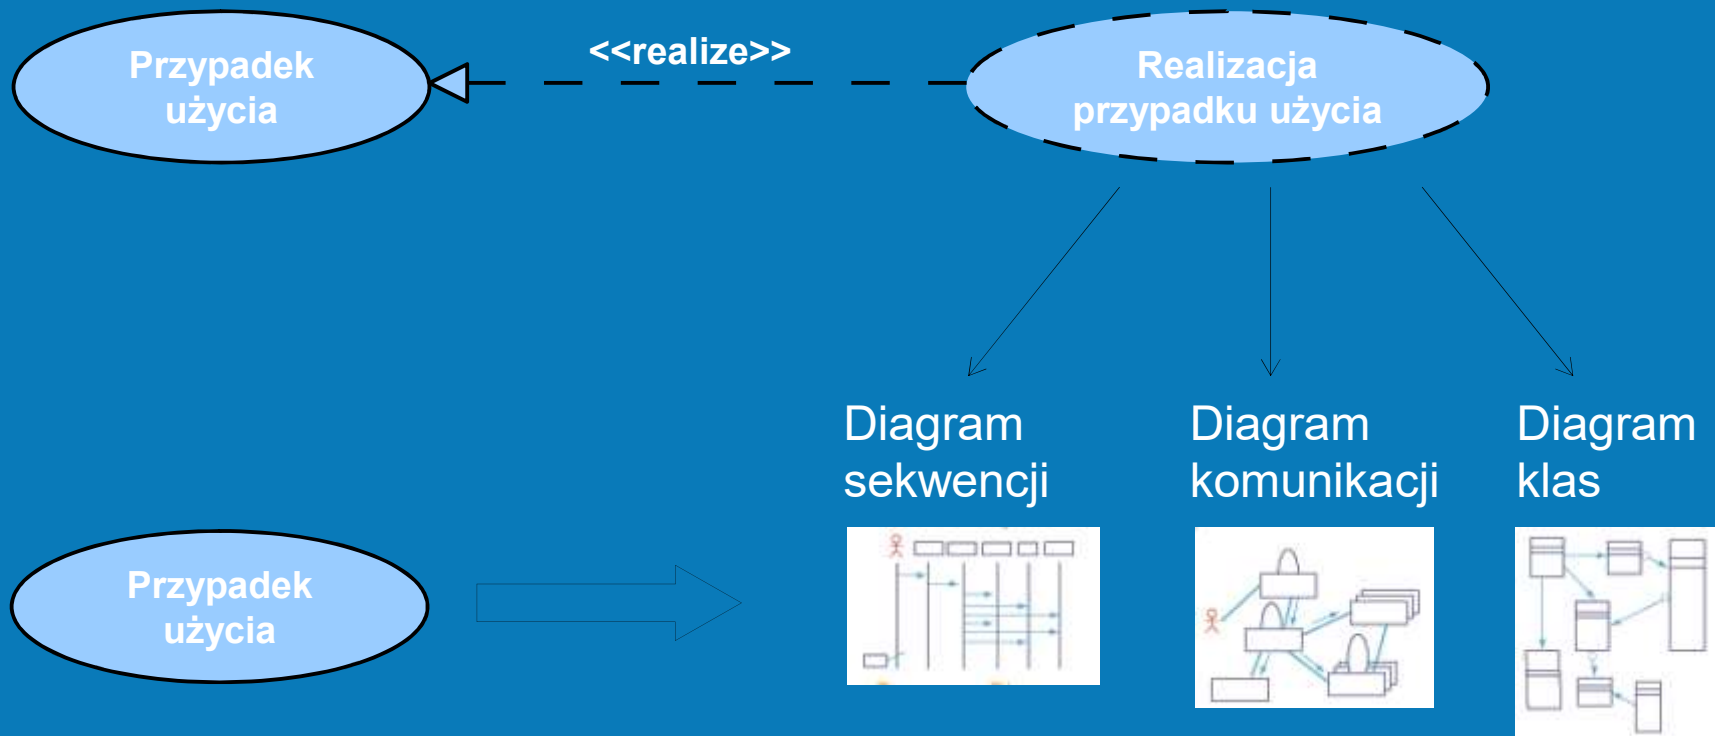 Przypadek
użycia
<<realize>>
Realizacja
przypadku użycia
Diagram
sekwencji
Diagram
komunikacji
Diagram
klas
Przypadek
użycia